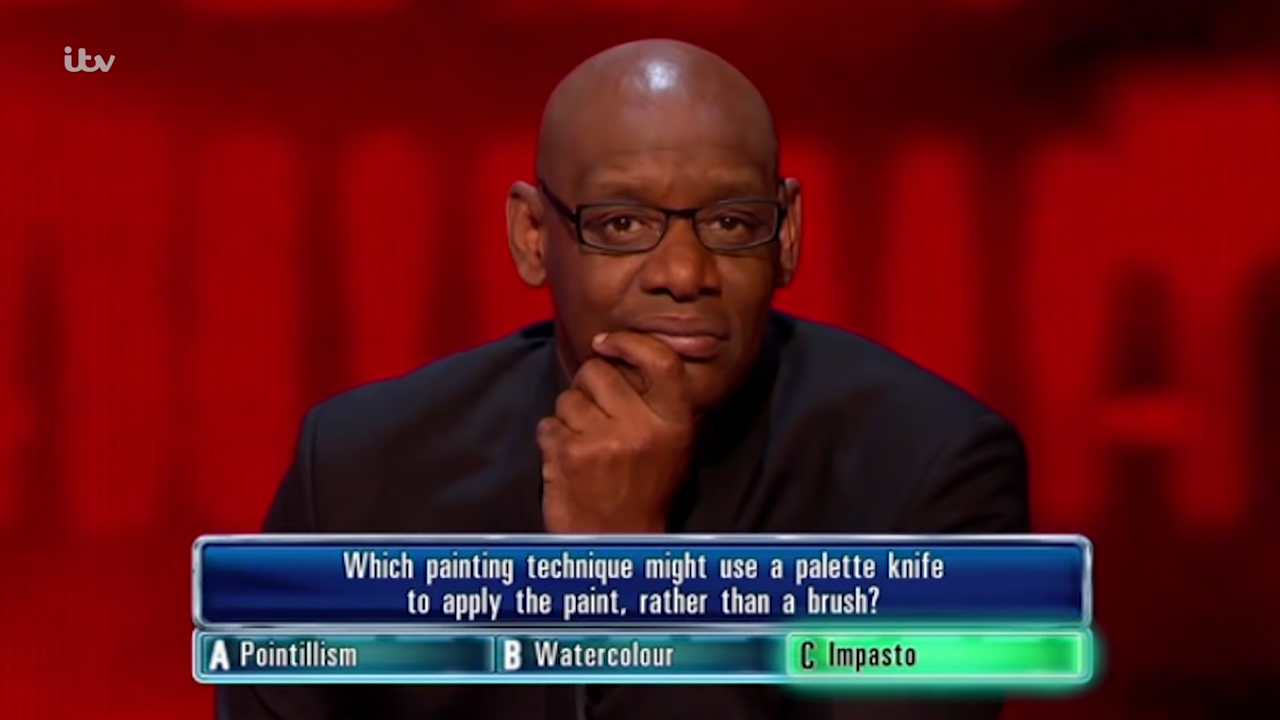 itv
Which painting technique might use a palette knife
to apply the paint, rather than a brush?
A Pointillism B Watercolour C Impasto